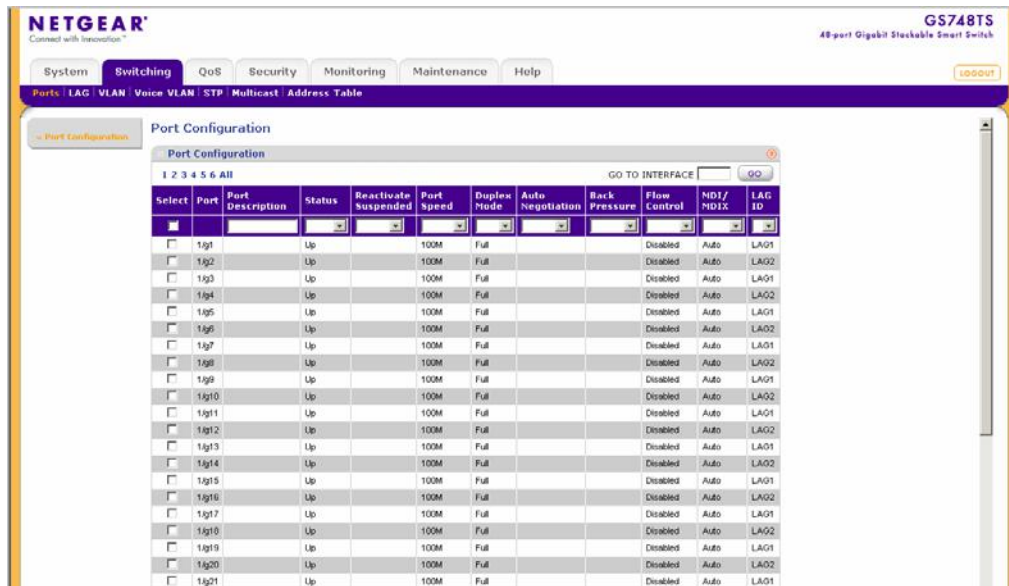 NETGEAR®
Connect with Innovation™
GS748TS
48-port Gigabit Stackable Smart Switch
System Switching QoS Security Monitoring Maintenance Help LOGOUT
Ports LAG VLAN Voice VLAN STP Multicast Address Table
Port Configuration
Port Configuration
Port Configuration
1 2 3 4 5 6 All GO TO INTERFACE GO
Select Port Port Description Status Reactivate Suspended Port Speed Duplex Mode Auto Negotiation Back Pressure Flow Control MDI/MDIX LAG ID
1/g1 Up 100M Full Disabled Auto LAG1
1/g2 Up 100M Full Disabled Auto LAG2
1/g3 Up 100M Full Disabled Auto LAG1
1/g4 Up 100M Full Disabled Auto LAG2
1/g5 Up 100M Full Disabled Auto LAG1
1/g6 Up 100M Full Disabled Auto LAG2
1/g7 Up 100M Full Disabled Auto LAG1
1/g8 Up 100M Full Disabled Auto LAG2
1/g9 Up 100M Full Disabled Auto LAG1
1/g10 Up 100M Full Disabled Auto LAG2
1/g11 Up 100M Full Disabled Auto LAG1
1/g12 Up 100M Full Disabled Auto LAG2
1/g13 Up 100M Full Disabled Auto LAG1
1/g14 Up 100M Full Disabled Auto LAG2
1/g15 Up 100M Full Disabled Auto LAG1
1/g16 Up 100M Full Disabled Auto LAG2
1/g17 Up 100M Full Disabled Auto LAG1
1/g18 Up 100M Full Disabled Auto LAG2
1/g19 Up 100M Full Disabled Auto LAG1
1/g20 Up 100M Full Disabled Auto LAG2
1/g21 Up 100M Full Disabled Auto LAG1